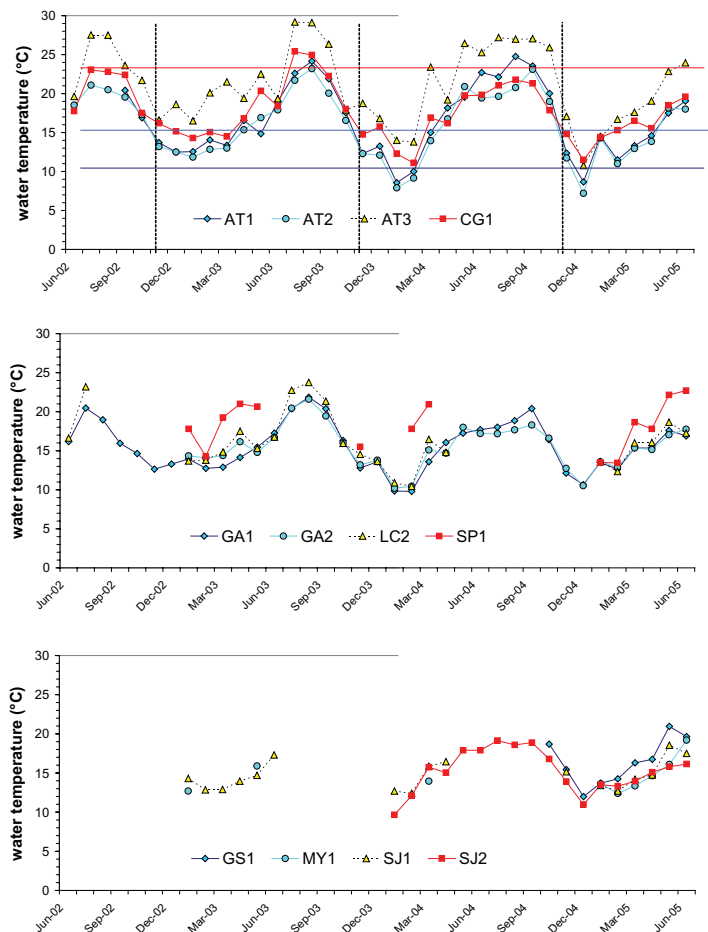 30
25
20
15
10
5
0
water temperature (°C)
AT1 AT2 AT3 CG1
Jun-02 Sep-02 Dec-02 Mar-03 Jun-03 Sep-03 Dec-03 Mar-04 Jun-04 Sep-04 Dec-04 Mar-05 Jun-05
30
25
20
15
10
5
0
water temperature (°C)
GA1 GA2 LC2 SP1
Jun-02 Sep-02 Dec-02 Mar-03 Jun-03 Sep-03 Dec-03 Mar-04 Jun-04 Sep-04 Dec-04 Mar-05 Jun-05
30
25
20
15
10
5
0
water temperature (°C)
GS1 MY1 SJ1 SJ2
Jun-02 Sep-02 Dec-02 Mar-03 Jun-03 Sep-03 Dec-03 Mar-04 Jun-04 Sep-04 Dec-04 Mar-05 Jun-05